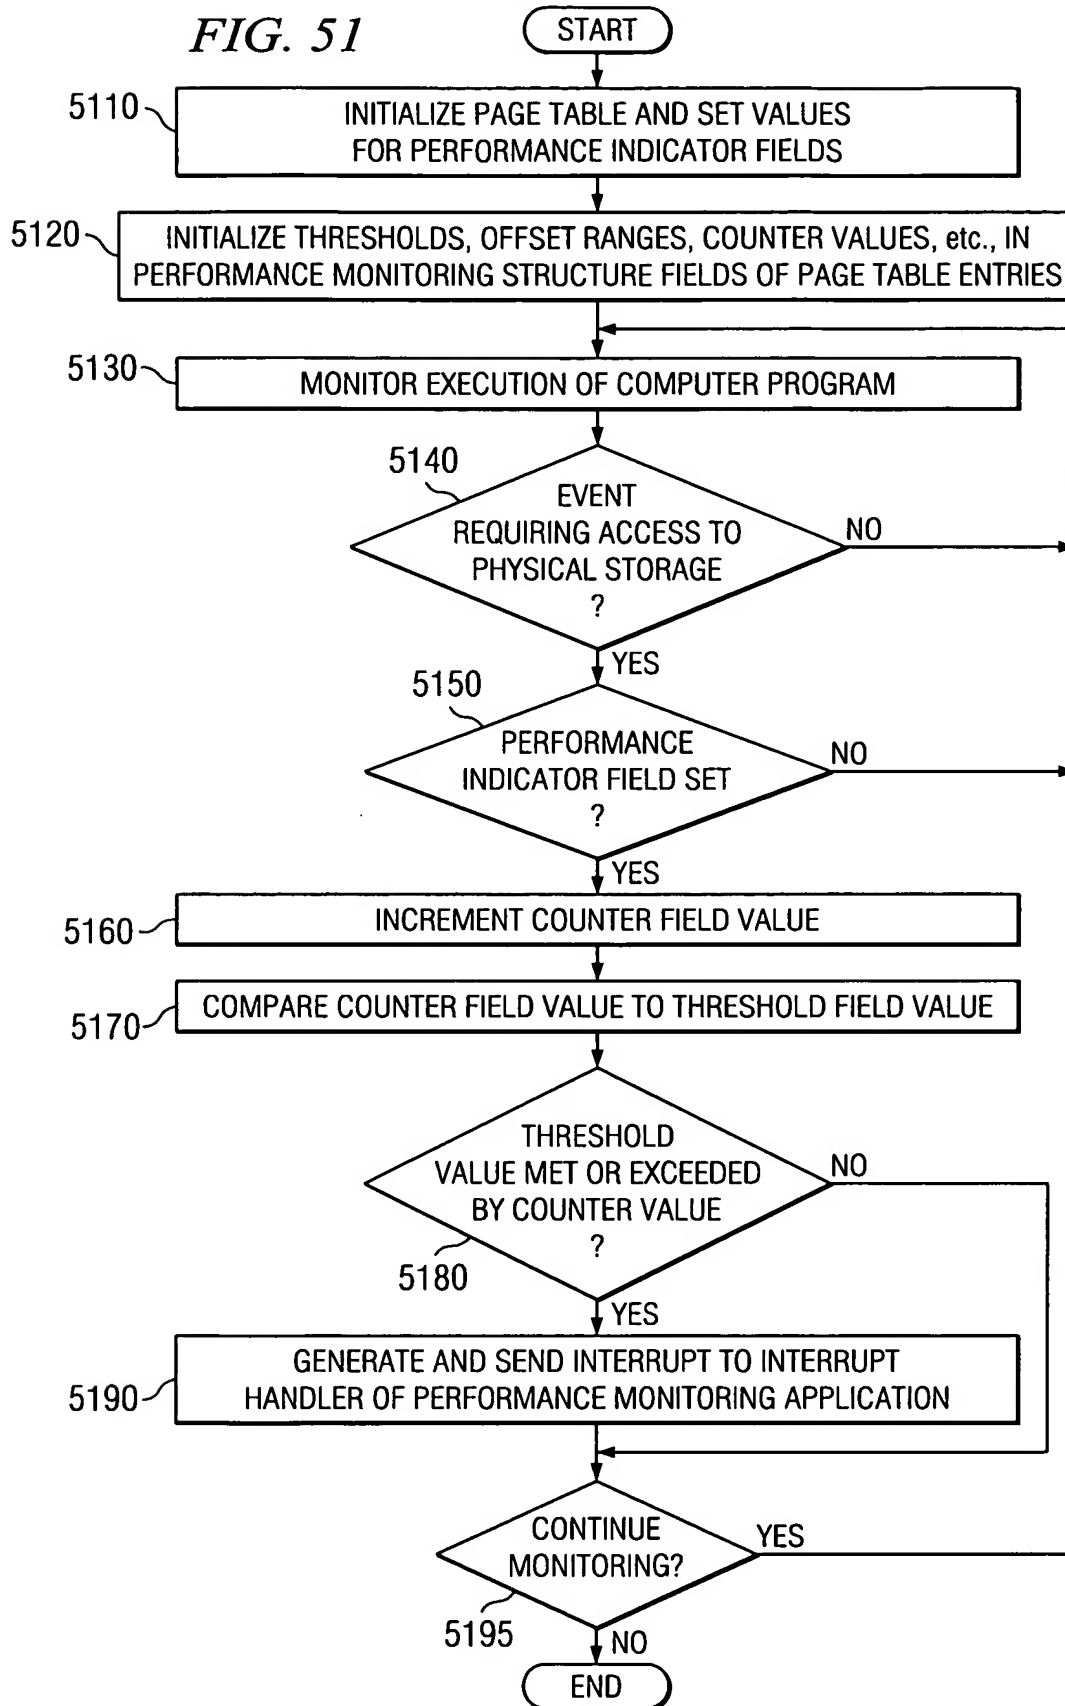 FIG. 51
START
5110
INITIALIZE PAGE TABLE AND SET VALUES
FOR PERFORMANCE INDICATOR FIELDS
5120
INITIALIZE THRESHOLDS, OFFSET RANGES, COUNTER VALUES, etc., IN
PERFORMANCE MONITORING STRUCTURE FIELDS OF PAGE TABLE ENTRIES
5130
MONITOR EXECUTION OF COMPUTER PROGRAM
5140
EVENT
REQUIRING ACCESS TO
PHYSICAL STORAGE
?
NO
YES
5150
PERFORMANCE
INDICATOR FIELD SET
?
NO
YES
5160
INCREMENT COUNTER FIELD VALUE
5170
COMPARE COUNTER FIELD VALUE TO THRESHOLD FIELD VALUE
THRESHOLD
VALUE MET OR EXCEEDED
BY COUNTER VALUE
?
NO
5180
YES
5190
GENERATE AND SEND INTERRUPT TO INTERRUPT
HANDLER OF PERFORMANCE MONITORING APPLICATION
CONTINUE
MONITORING?
YES
5195
NO
END